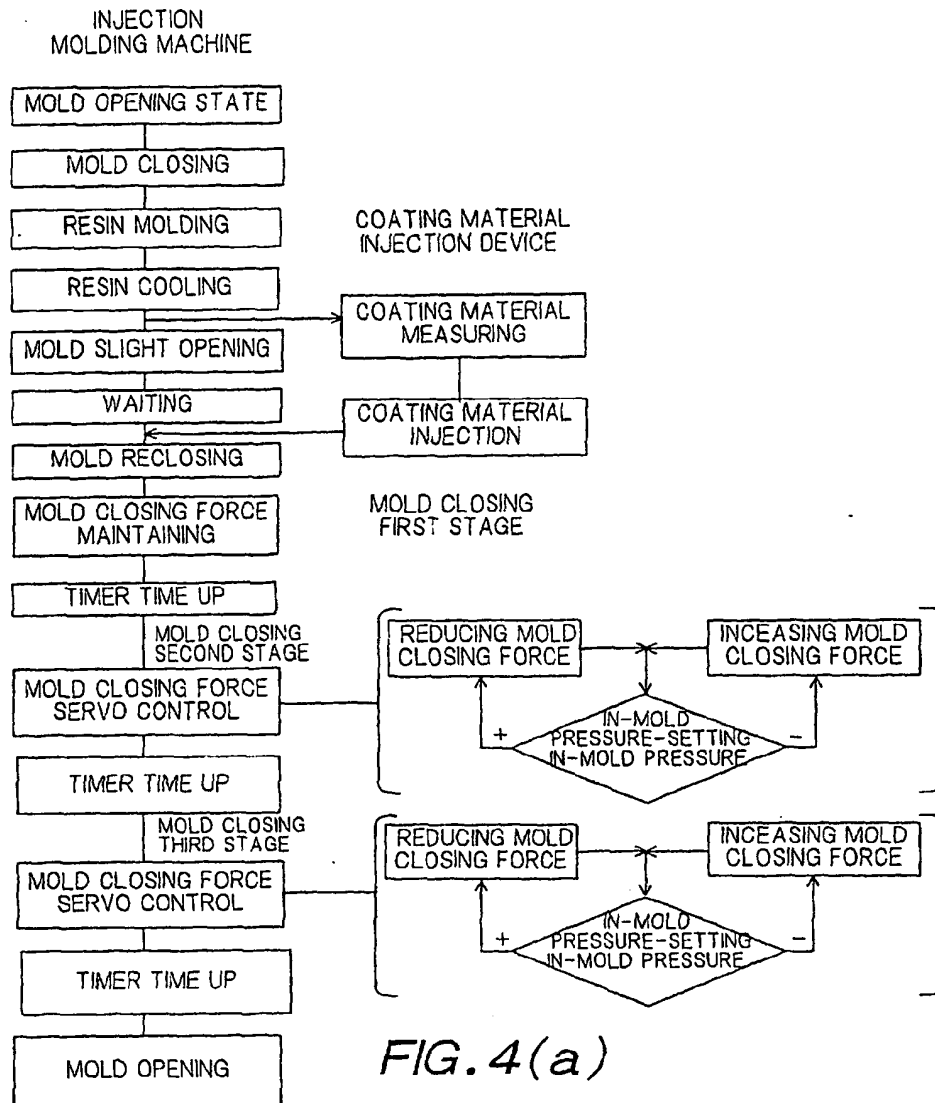 INJECTION
MOLDING MACHINE
MOLD OPENING STATE
MOLD CLOSING
RESIN MOLDING
RESIN COOLING
MOLD SLIGHT OPENING
WAITING
MOLD RECLOSING
MOLD CLOSING FORCE
MAINTAINING
TIMER TIME UP
MOLD CLOSING
SECOND STAGE
MOLD CLOSING FORCE
SERVO CONTROL
TIMER TIME UP
MOLD CLOSING
THIRD STAGE
MOLD CLOSING FORCE
SERVO CONTROL
TIMER TIME UP
MOLD OPENING
COATING MATERIAL
INJECTION DEVICE
COATING MATERIAL
MEASURING
COATING MATERIAL
INJECTION
MOLD CLOSING
FIRST STAGE
REDUCING MOLD
CLOSING FORCE
INCEASING MOLD
CLOSING FORCE
+
IN-MOLD
PRESSURE-SETTING
IN-MOLD PRESSURE
-
REDUCING MOLD
CLOSING FORCE
INCEASING MOLD
CLOSING FORCE
+
IN-MOLD
PRESSURE-SETTING
IN-MOLD PRESSURE
-
FIG. 4(a)